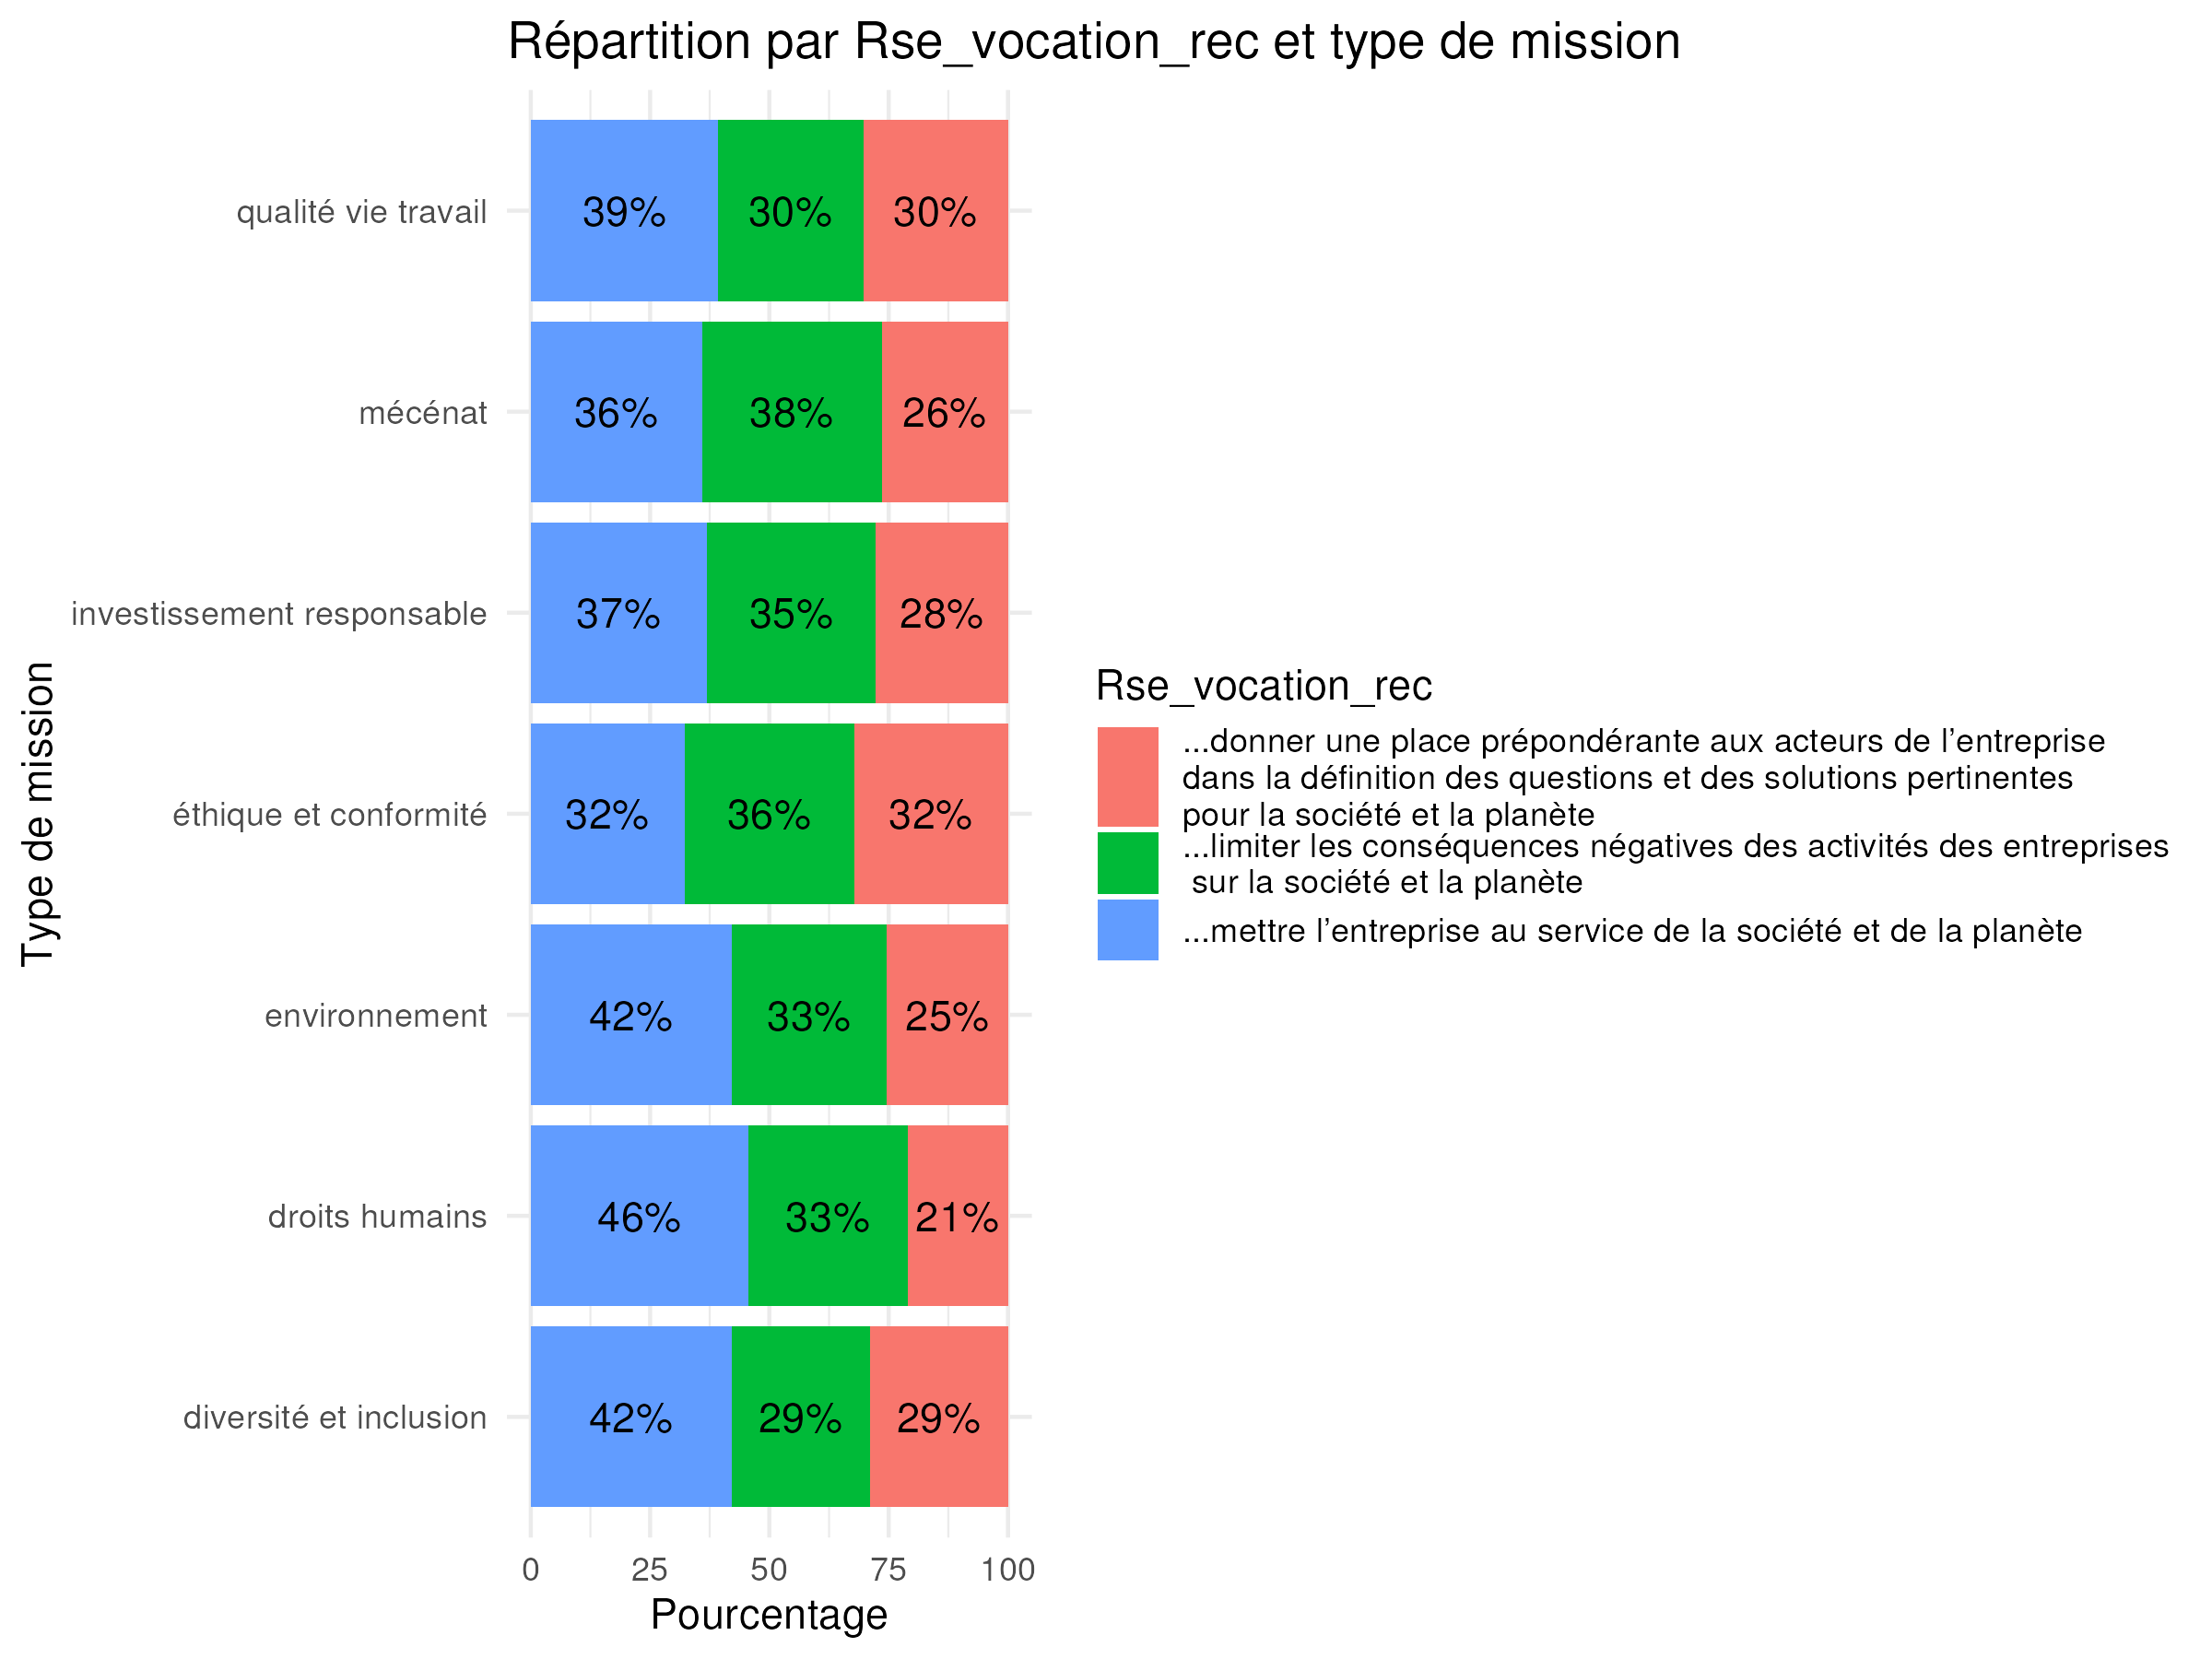 Répartition par Rse_vocation_rec et type de mission
Type de mission
qualité vie travail
39% 30% 30%
mécénat
36% 38% 26%
investissement responsable
37% 35% 28%
éthique et conformité
32% 36% 32%
environnement
42% 33% 25%
droits humains
46% 33% 21%
diversité et inclusion
42% 29% 29%
0 25 50 75 100
Pourcentage
Rse_vocation_rec
...donner une place prépondérante aux acteurs de l’entreprise
dans la définition des questions et des solutions pertinentes
pour la société et la planète
...limiter les conséquences négatives des activités des entreprises
sur la société et la planète
...mettre l’entreprise au service de la société et de la planète